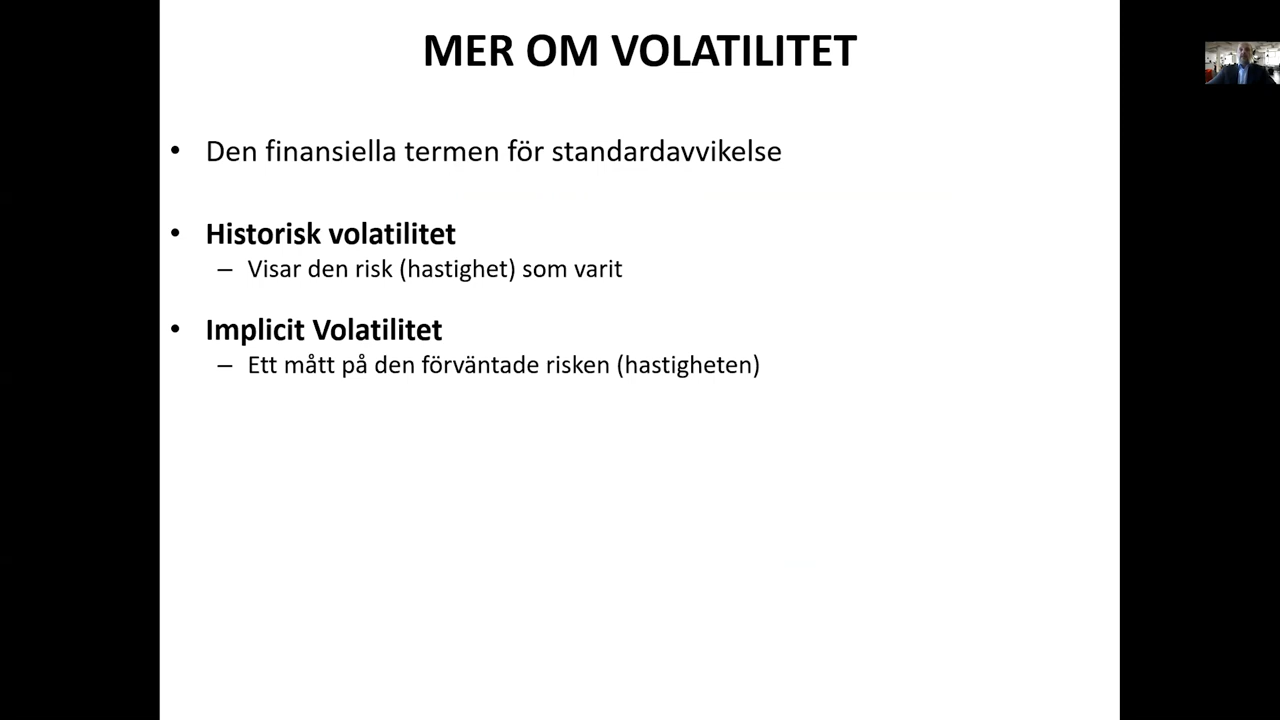 MER OM VOLATILITET
• Den finansiella termen för standardavvikelse
• Historisk volatilitet
– Visar den risk (hastighet) som varit
• Implicit Volatilitet
– Ett mått på den förväntade risken (hastigheten)